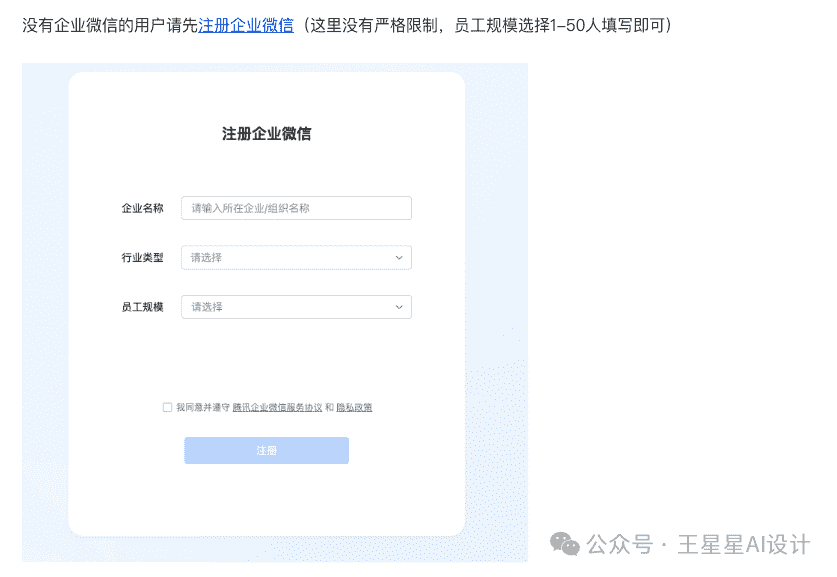 没有企业微信的用户请先注册企业微信（这里没有严格限制，员工规模选择1-50人填写即可）
注册企业微信
企业名称 请输入所在企业/组织名称
行业类型 请选择
员工规模 请选择
我同意并遵守 腾讯企业微信服务协议 和 隐私政策
注册
公众号 · 王星星AI设计